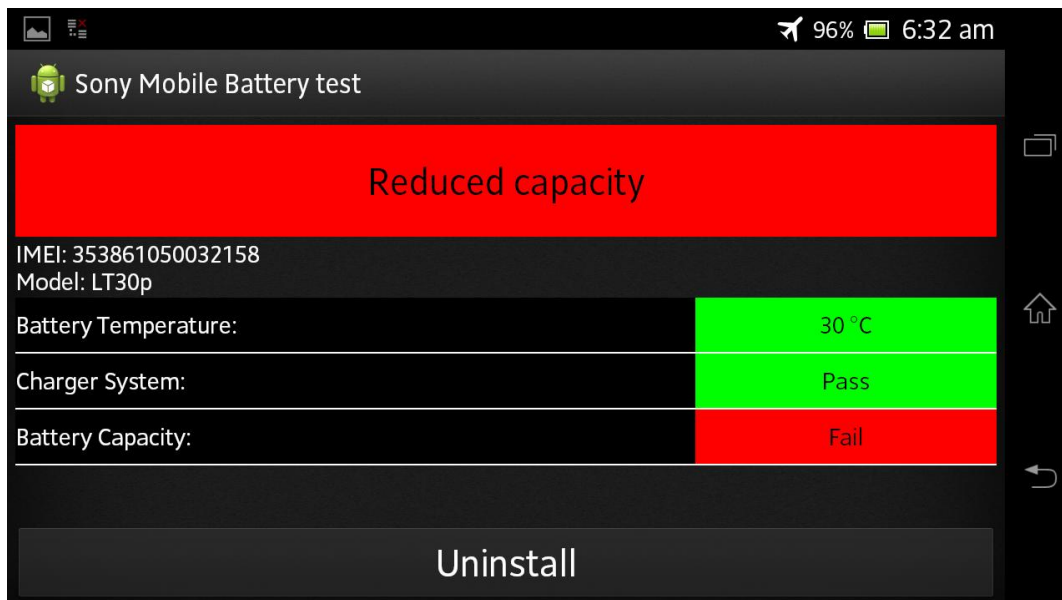 96% 6:32 am
Sony Mobile Battery test
Reduced capacity
IMEI: 353861050032158
Model: LT30p
Battery Temperature: 30 °C
Charger System: Pass
Battery Capacity: Fail
Uninstall